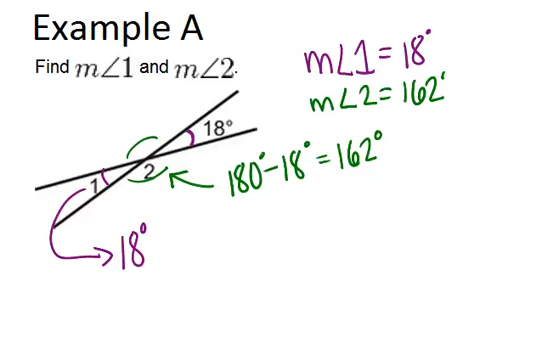 Example A
Find m∠1 and m∠2.
m∠1 = 18°
m∠2 = 162°
18°
1
2
180° - 18° = 162°
18°